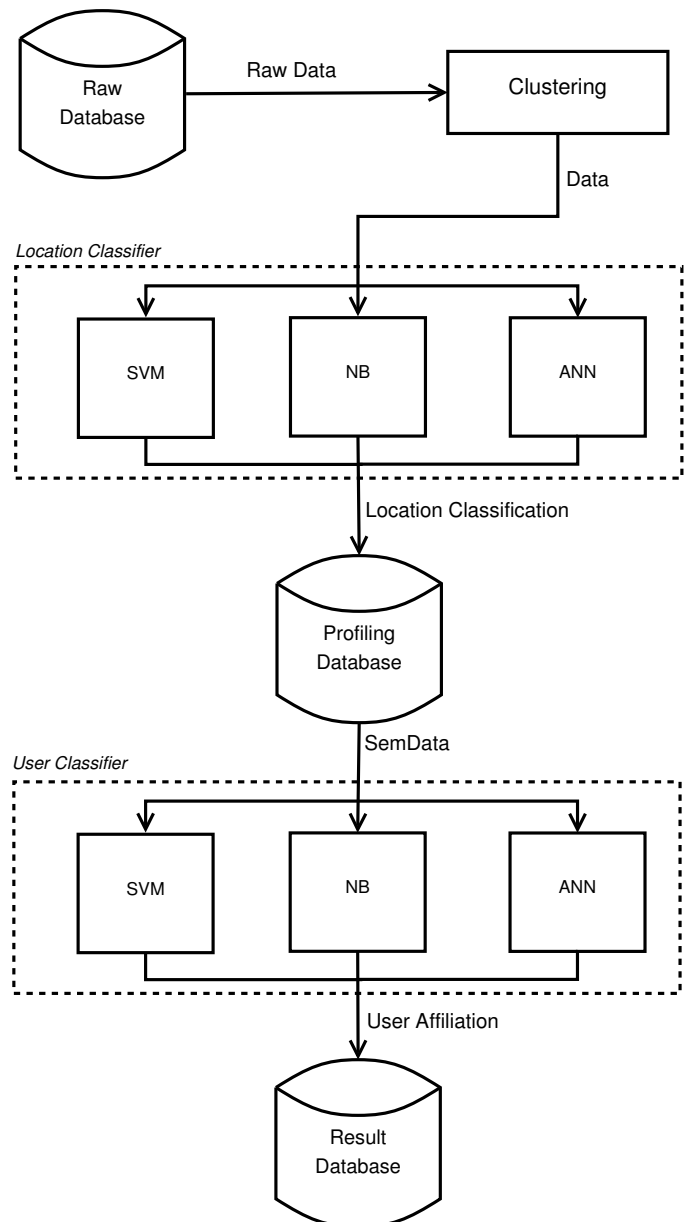 Raw
Database
Raw Data
Clustering
Data
Location Classifier
SVM
NB
ANN
Location Classification
Profiling
Database
SemData
User Classifier
SVM
NB
ANN
User Affiliation
Result
Database